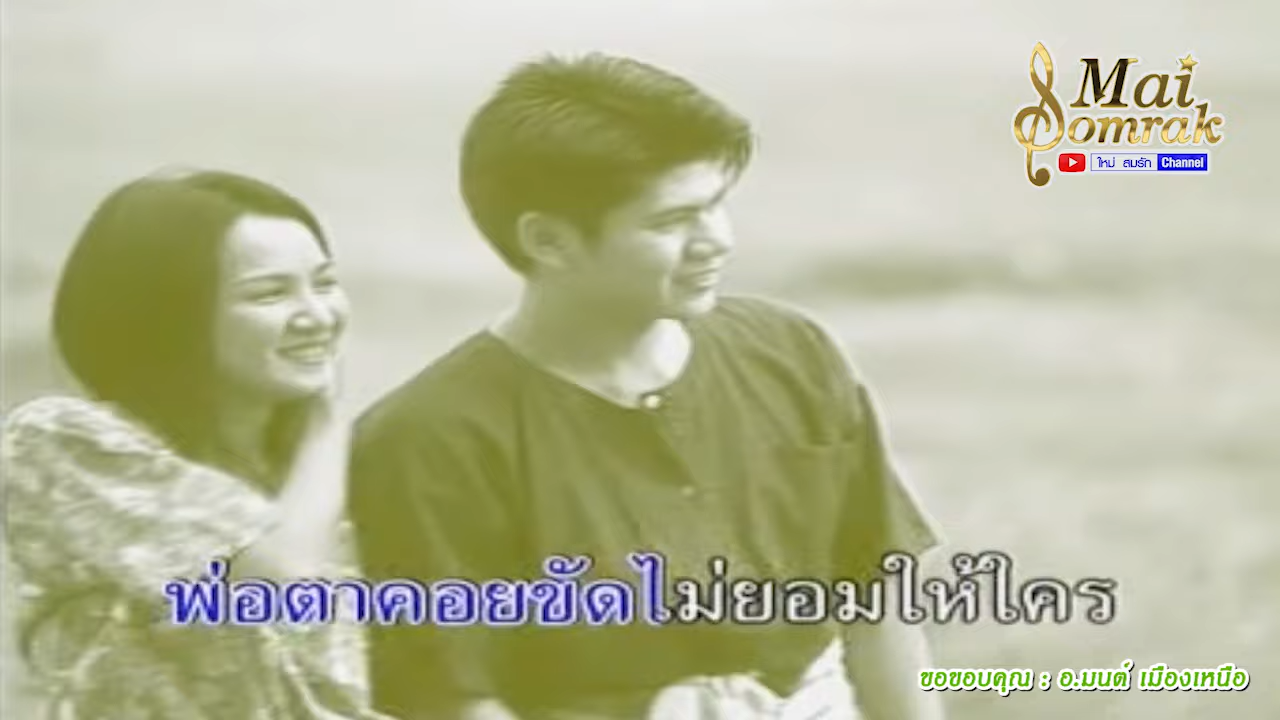 Mai
Somrak
ใหม่ สมรัก Channel
พ่อตาคอยขัดไม่ยอมให้ใคร
ขอขอบคุณ : อ.มนต์ เมืองเหนือ